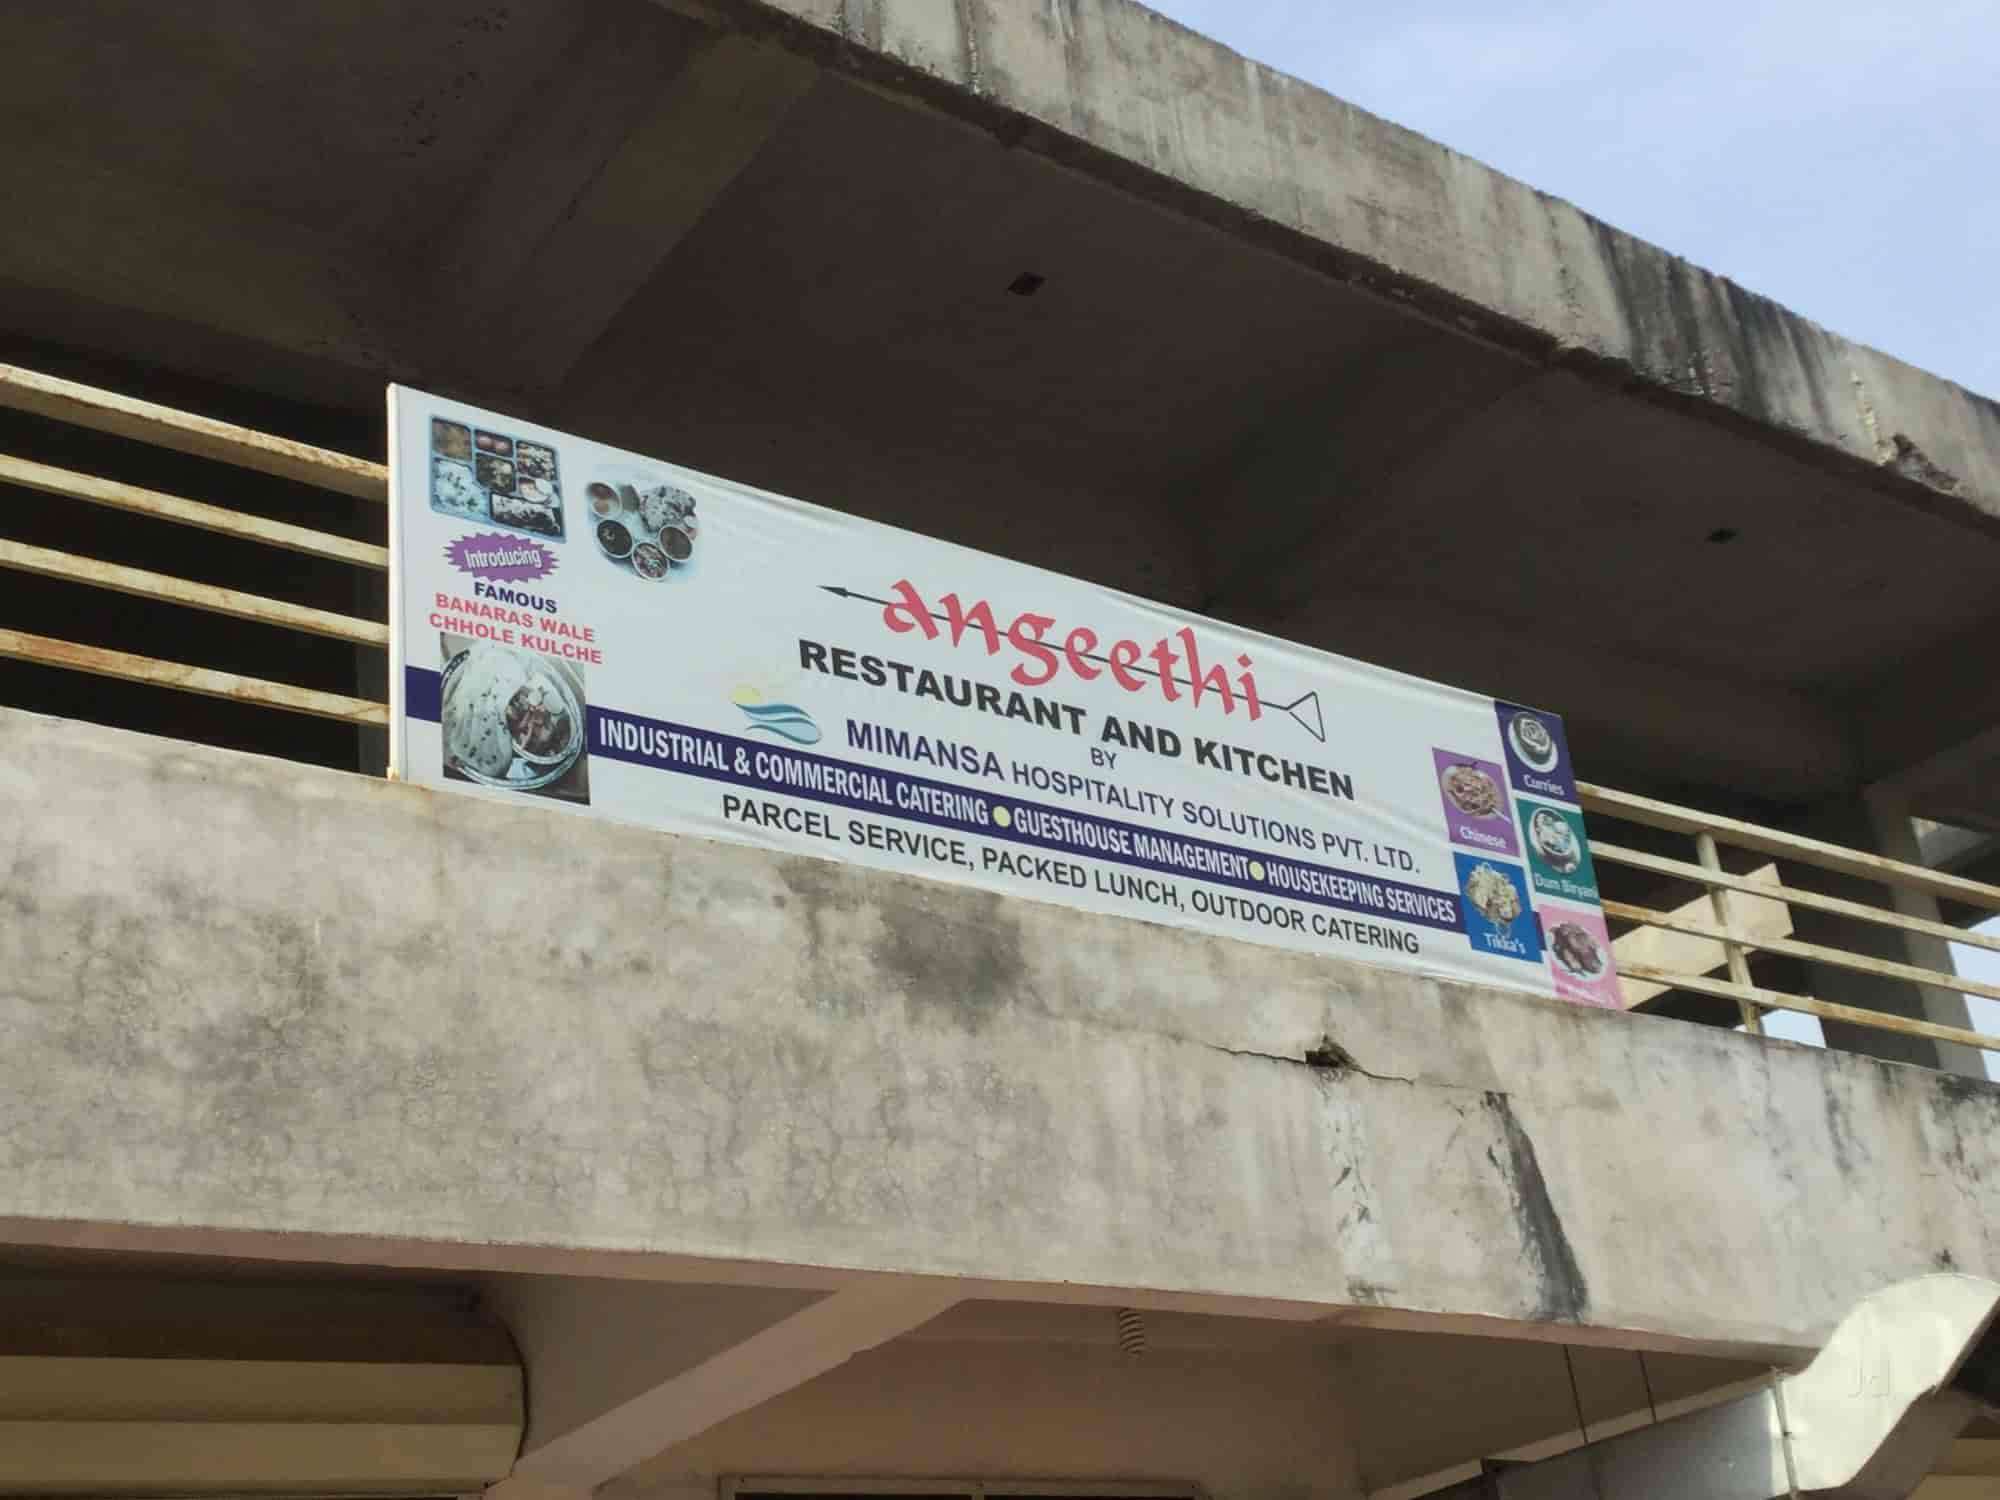 Introducing
FAMOUS
BANARAS WALE
CHHOLE KULCHE
angeethi
RESTAURANT AND KITCHEN
BY
MIMANSA HOSPITALITY SOLUTIONS PVT. LTD.
INDUSTRIAL & COMMERCIAL CATERING ● GUESTHOUSE MANAGEMENT ● HOUSEKEEPING SERVICES
PARCEL SERVICE, PACKED LUNCH, OUTDOOR CATERING
Curries
Chinese
Dum Biryani
Tikka's
Jd